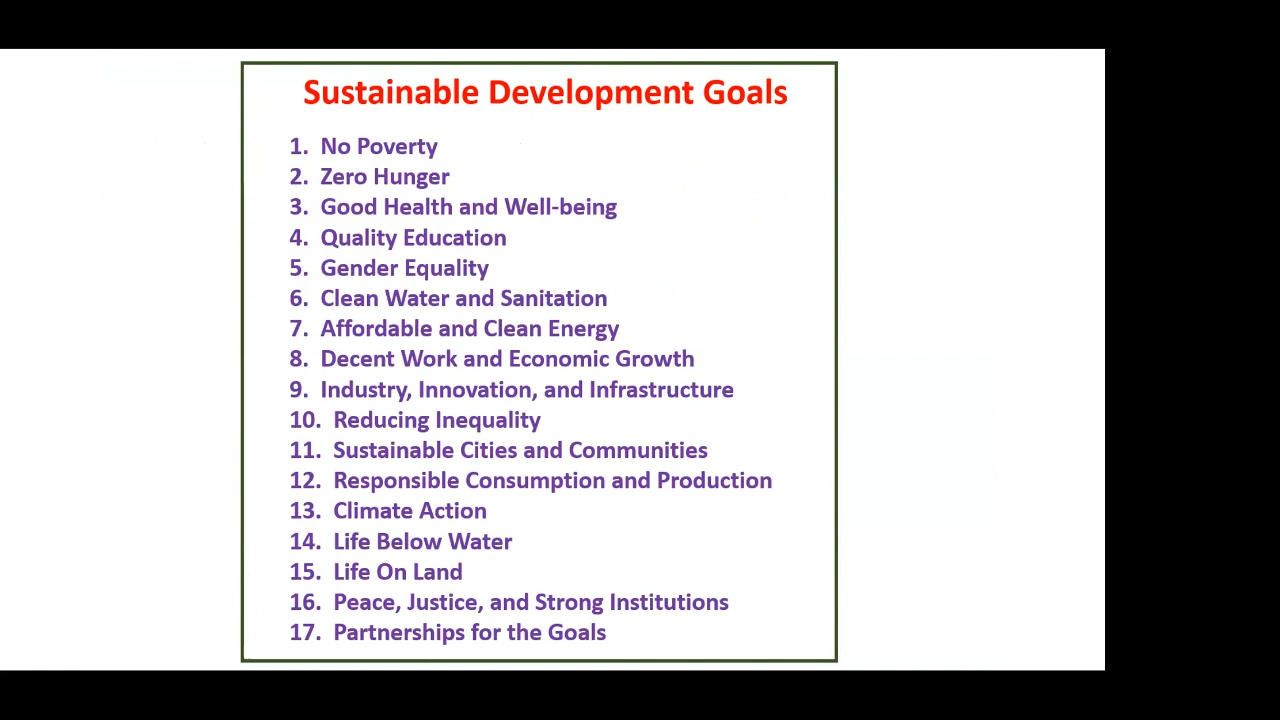 Sustainable Development Goals
1. No Poverty
2. Zero Hunger
3. Good Health and Well-being
4. Quality Education
5. Gender Equality
6. Clean Water and Sanitation
7. Affordable and Clean Energy
8. Decent Work and Economic Growth
9. Industry, Innovation, and Infrastructure
10. Reducing Inequality
11. Sustainable Cities and Communities
12. Responsible Consumption and Production
13. Climate Action
14. Life Below Water
15. Life On Land
16. Peace, Justice, and Strong Institutions
17. Partnerships for the Goals